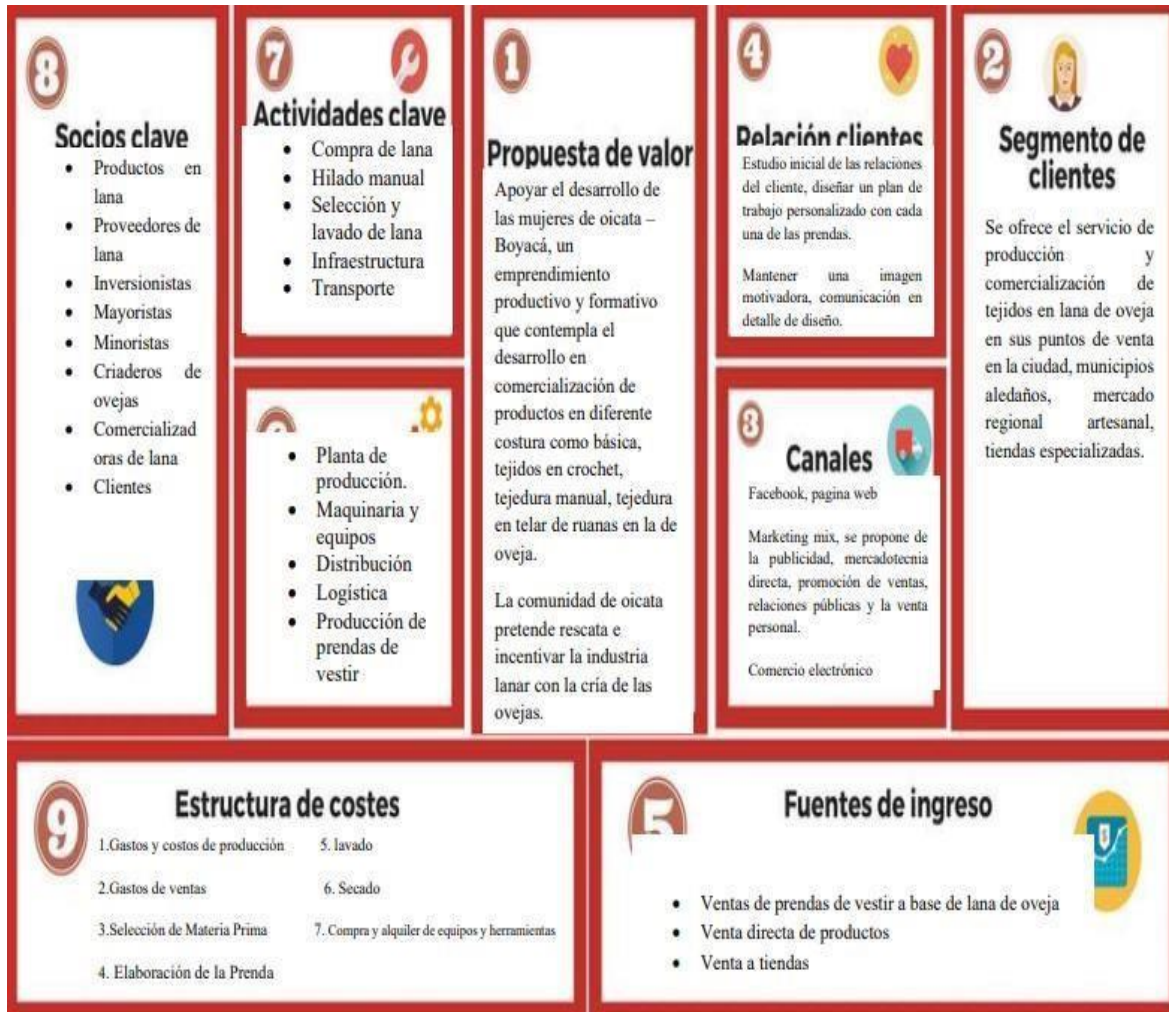 8
Socios clave
• Productos en
lana
• Proveedores de
lana
• Inversionistas
• Mayoristas
• Minoristas
• Criaderos de
ovejas
• Comercializad
oras de lana
• Clientes
7
Actividades clave
• Compra de lana
• Hilado manual
• Selección y
lavado de lana
• Infraestructura
• Transporte
• Planta de
producción.
• Maquinaria y
equipos
• Distribución
• Logística
• Producción de
prendas de
vestir
1
Propuesta de valor
Apoyar el desarrollo de
las mujeres de oicata –
Boyacá, un
emprendimiento
productivo y formativo
que contempla el
desarrollo en
comercialización de
productos en diferente
costura como básica,
tejidos en crochet,
tejedura manual, tejedura
en telar de ruanas en la de
oveja.
La comunidad de oicata
pretende rescata e
incentivar la industria
lanar con la cría de las
ovejas.
4
Relación clientes
Estudio inicial de las relaciones
del cliente, diseñar un plan de
trabajo personalizado con cada
una de las prendas.
Mantener una imagen
motivadora, comunicación en
detalle de diseño.
3
Canales
Facebook, pagina web
Marketing mix, se propone de
la publicidad, mercadotecnia
directa, promoción de ventas,
relaciones públicas y la venta
personal.
Comercio electrónico
2
Segmento de
clientes
Se ofrece el servicio de
producción y
comercialización de
tejidos en lana de oveja
en sus puntos de venta
en la ciudad, municipios
aledaños, mercado
regional artesanal,
tiendas especializadas.
9
Estructura de costes
1.Gastos y costos de producción
2.Gastos de ventas
3.Selección de Materia Prima
4. Elaboración de la Prenda
5. lavado
6. Secado
7. Compra y alquiler de equipos y herramientas
5
Fuentes de ingreso
• Ventas de prendas de vestir a base de lana de oveja
• Venta directa de productos
• Venta a tiendas